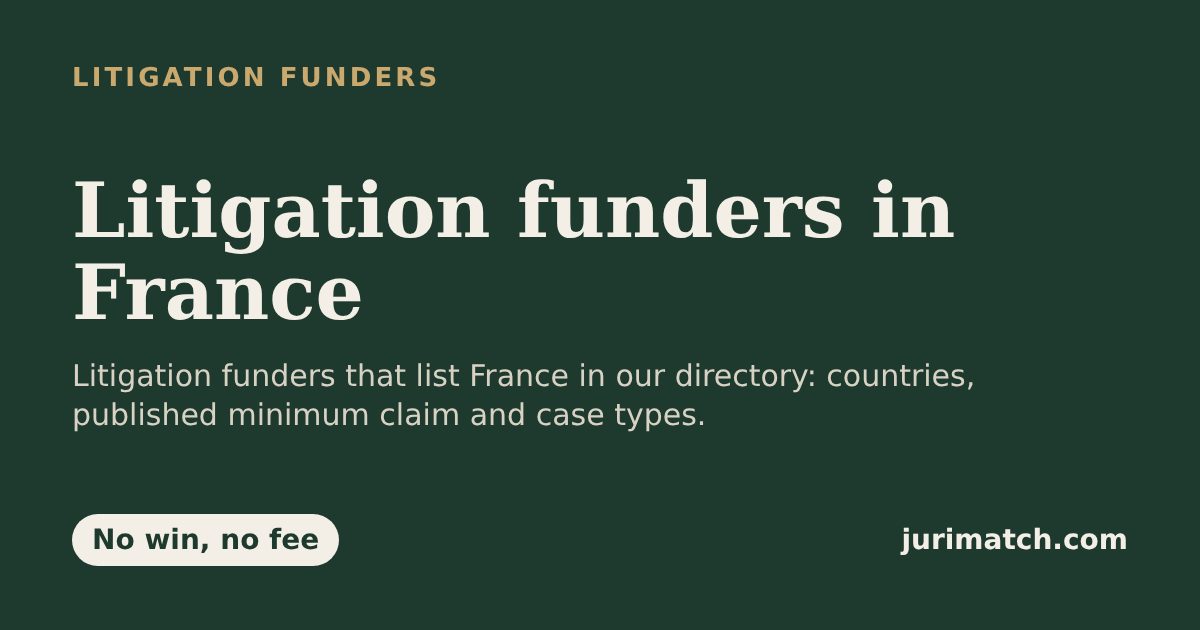 LITIGATION FUNDERS
Litigation funders in
France
Litigation funders that list France in our directory: countries,
published minimum claim and case types.
No win, no fee
jurimatch.com